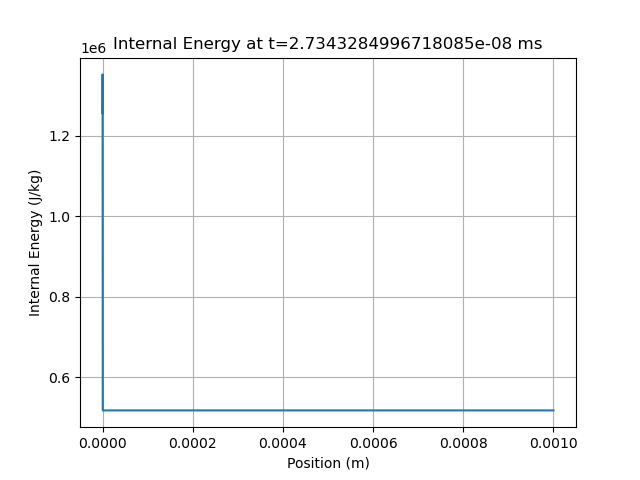 Internal Energy at t=2.7343284996718085e-08 ms
1e6
1.2
1.0
0.8
0.6
Internal Energy (J/kg)
0.0000 0.0002 0.0004 0.0006 0.0008 0.0010
Position (m)